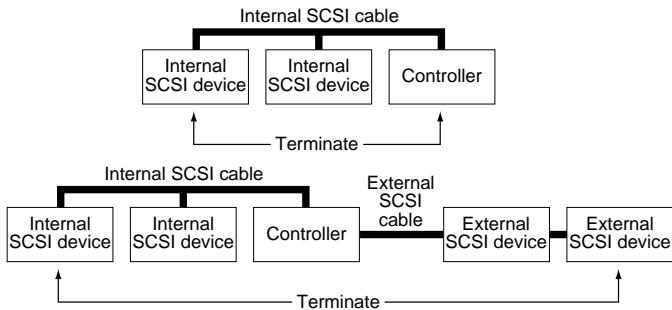 Internal SCSI cable
Internal
SCSI device
Internal
SCSI device
Controller
Terminate
Internal SCSI cable
External
SCSI
cable
Internal
SCSI device
Internal
SCSI device
Controller
External
SCSI device
External
SCSI device
Terminate